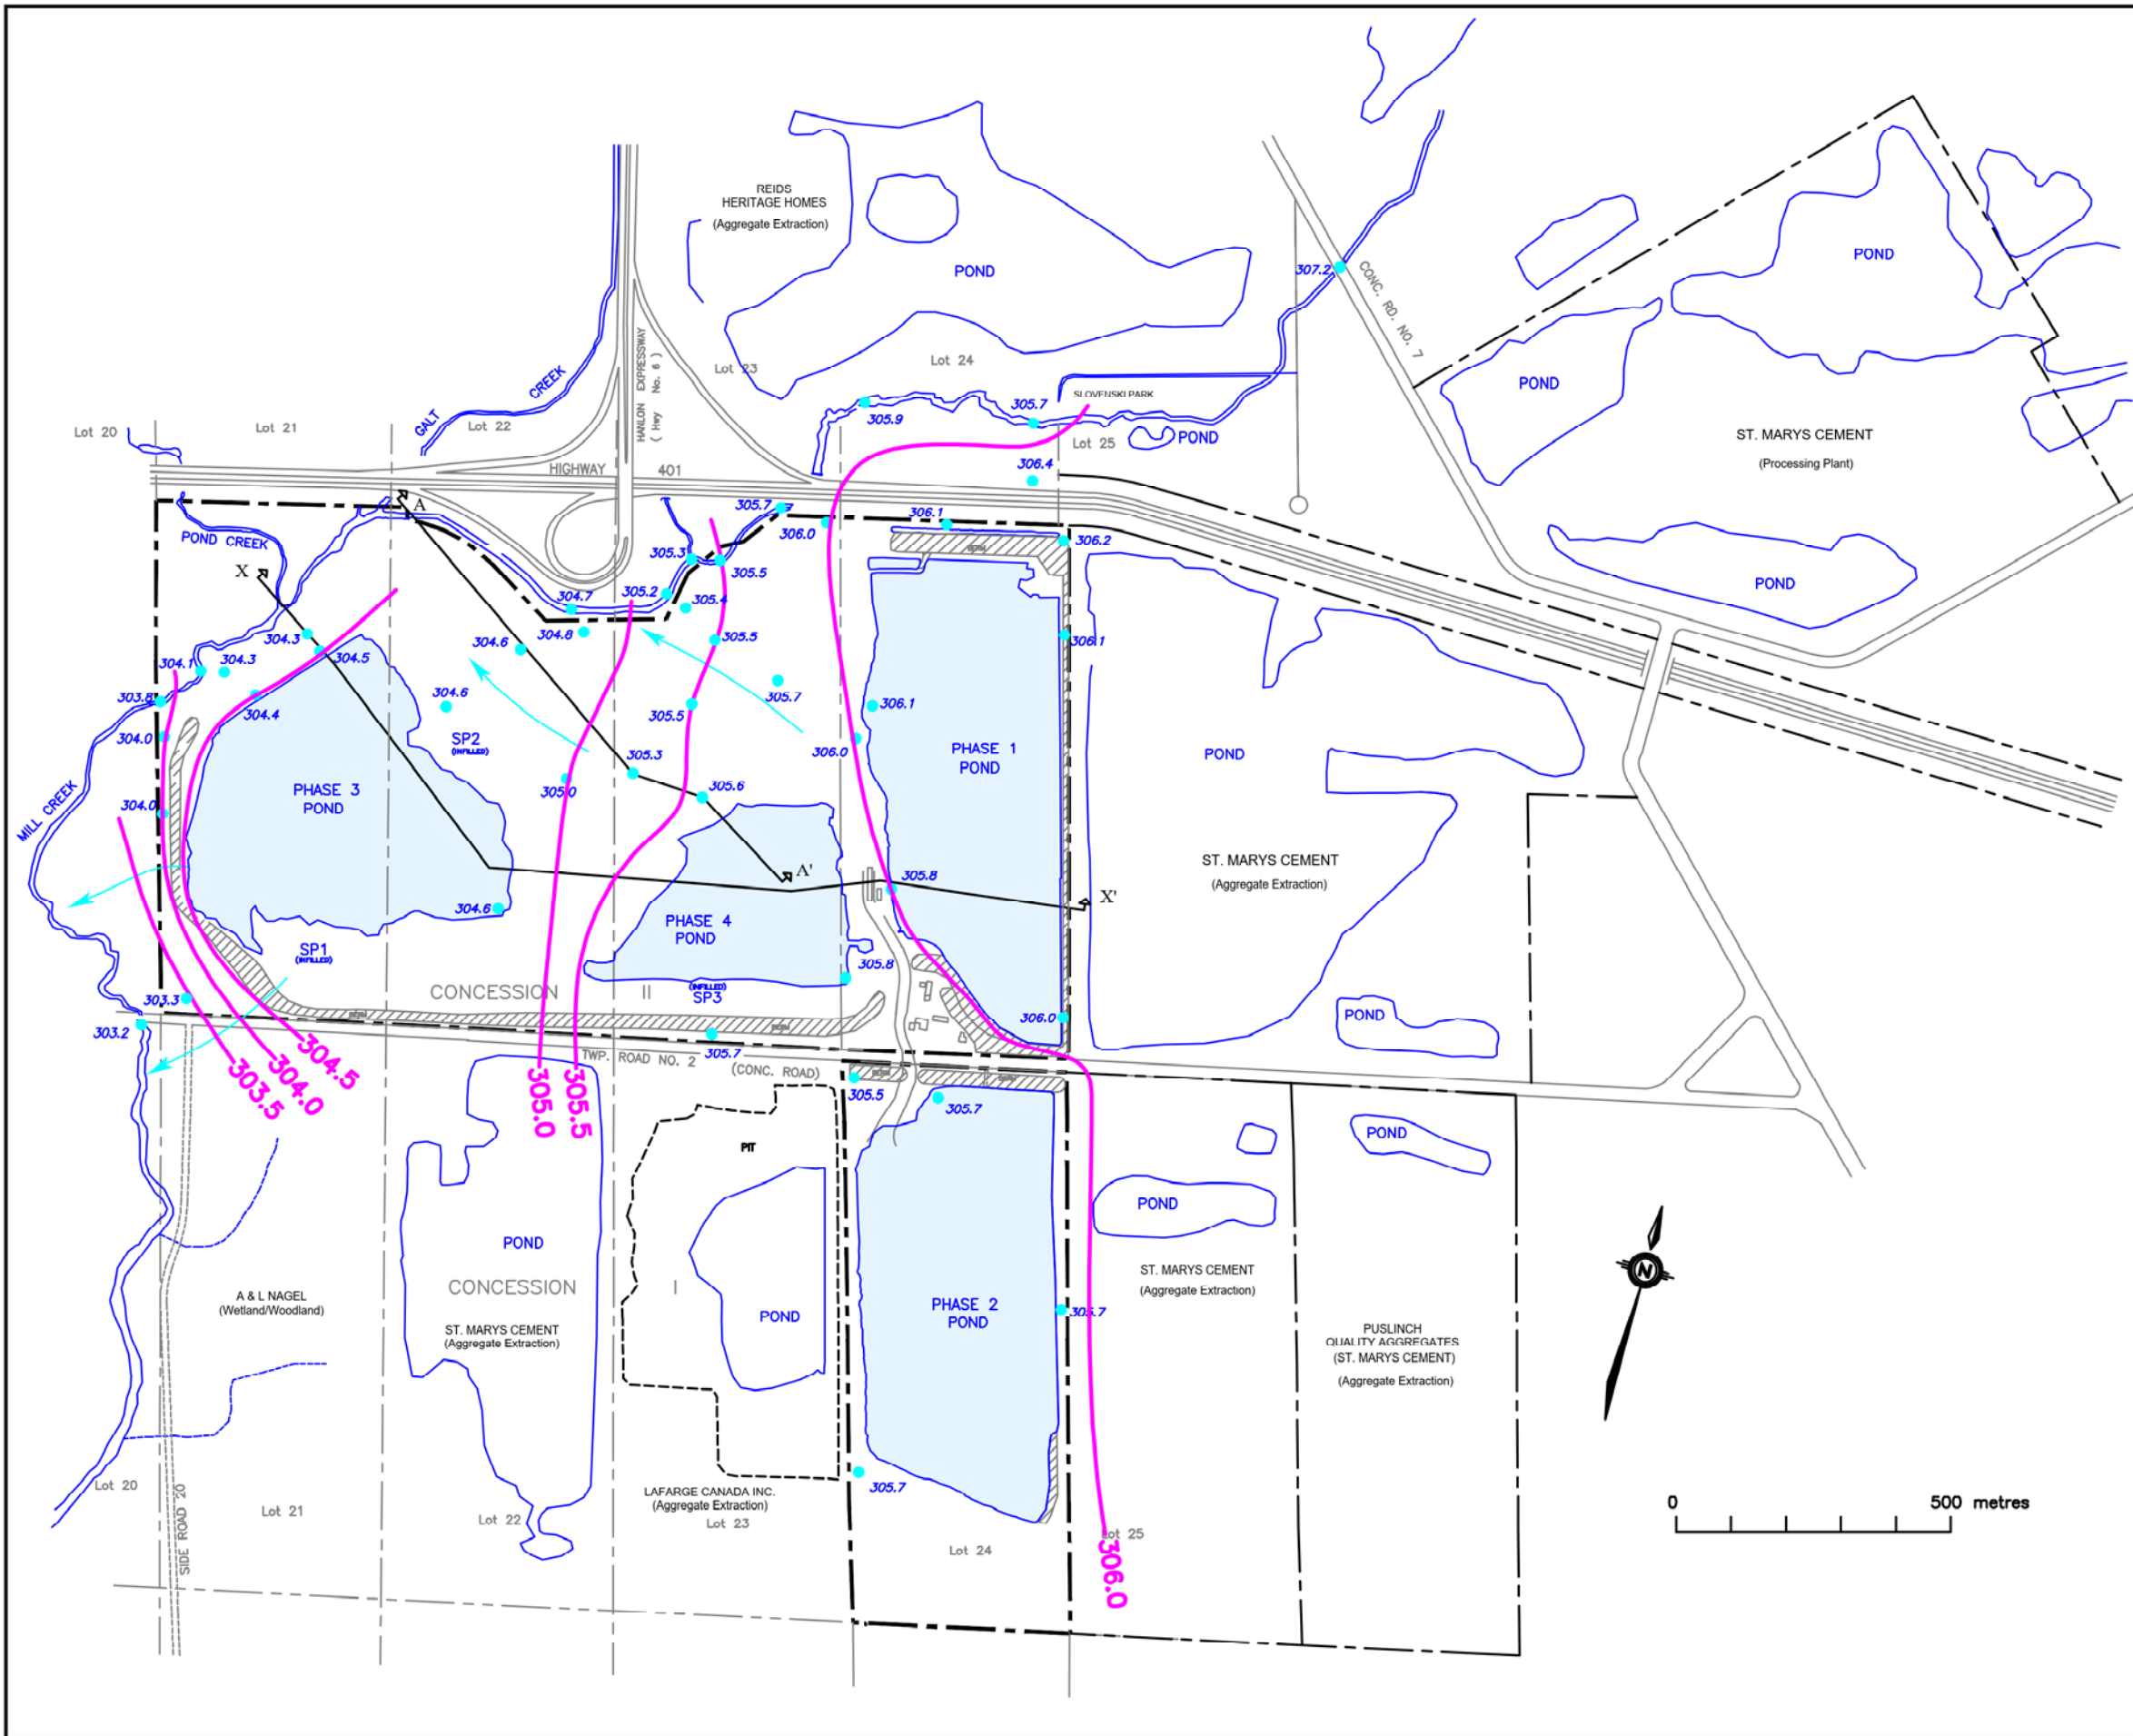 REIDS
HERITAGE HOMES
(Aggregate Extraction)
POND
POND
307.2
CONC. RD. NO. 7
POND
HANLON EXPRESSWAY
( Hwy No. 6 )
Lot 23
Lot 24
GALT CREEK
SLOVENSKI PARK
305.9
305.7
Lot 20
Lot 21
Lot 22
Lot 25
POND
ST. MARYS CEMENT
(Processing Plant)
HIGHWAY 401
306.4
A
305.7
306.0
306.1
306.2
POND CREEK
X
305.3
305.5
POND
304.7
305.2
305.4
304.3
304.5
304.6
304.8
305.5
306.1
304.1
304.3
303.8
304.4
304.6
305.7
305.5
306.1
304.0
SP2
(INFILLED)
306.0
PHASE 1
POND
POND
305.3
PHASE 3
POND
305.0
305.6
304.0
MILL CREEK
A'
305.8
X'
ST. MARYS CEMENT
(Aggregate Extraction)
304.6
PHASE 4
POND
SP1
(INFILLED)
305.8
CONCESSION II
(INFILLED)
SP3
303.3
303.2
306.0
POND
305.7
TWP. ROAD NO. 2
(CONC. ROAD)
304.5
304.0
303.5
305.0
305.5
305.5
305.7
PIT
POND
POND
POND
CONCESSION I
A & L NAGEL
(Wetland/Woodland)
ST. MARYS CEMENT
(Aggregate Extraction)
POND
PHASE 2
POND
305.7
ST. MARYS CEMENT
(Aggregate Extraction)
PUSLINCH
QUALITY AGGREGATES
(ST. MARYS CEMENT)
(Aggregate Extraction)
N
Lot 20
SIDE ROAD 20
Lot 21
Lot 22
LAFARGE CANADA INC.
(Aggregate Extraction)
Lot 23
305.7
Lot 24
Lot 25
306.0
0 500 metres